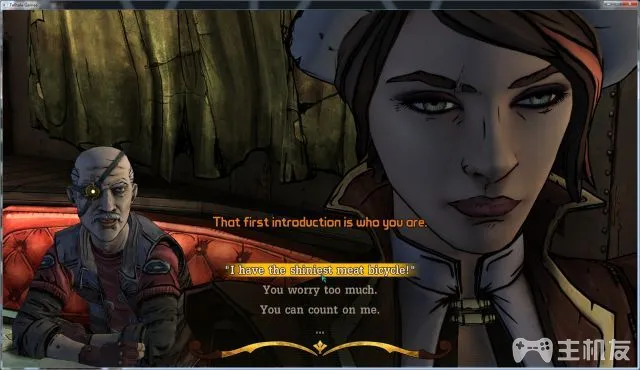 Telltale Games
That first introduction is who you are.
"I have the shiniest meat bicycle!"
You worry too much.
You can count on me.
...
主机友